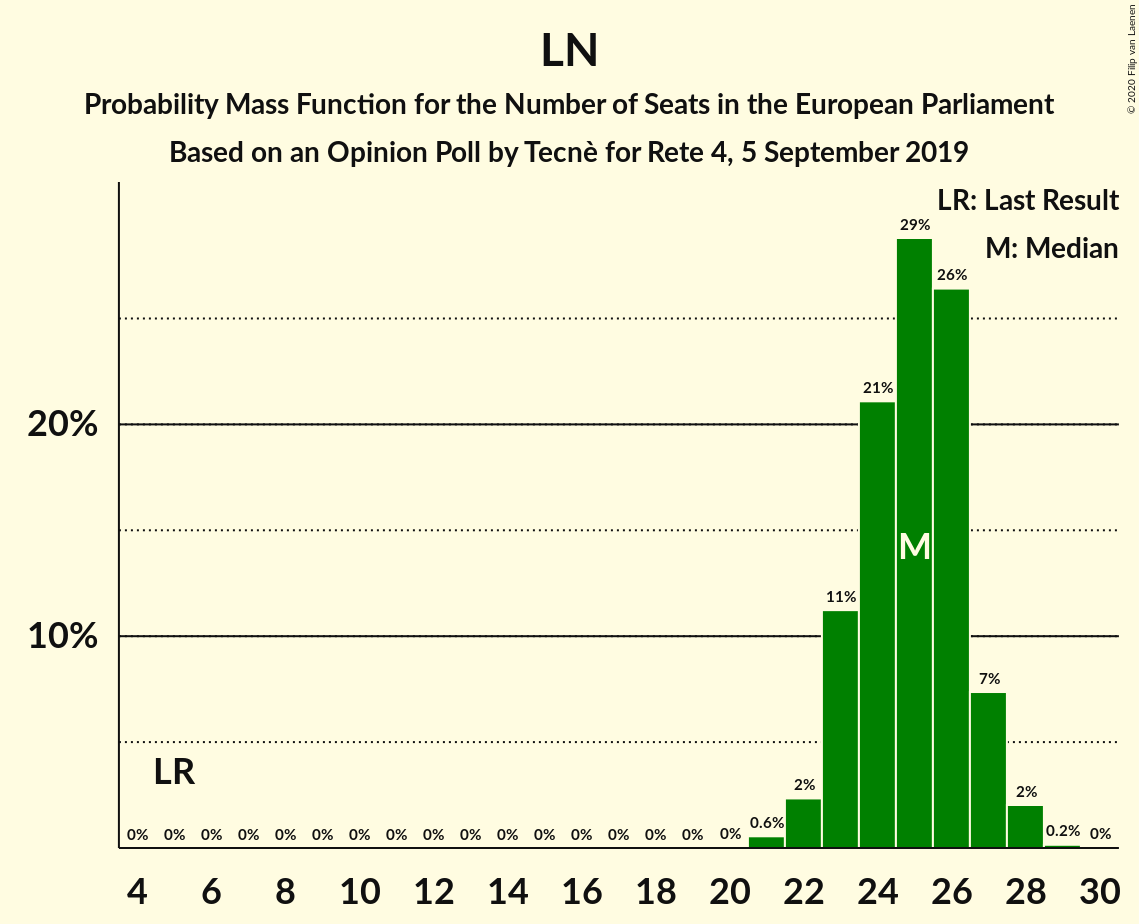 LN
Probability Mass Function for the Number of Seats in the European Parliament
Based on an Opinion Poll by Tecnè for Rete 4, 5 September 2019
© 2020 Filip van Laenen
LR: Last Result
M: Median
29%
26%
21%
20%
M
11%
10%
7%
LR
2%
2%
0% 0% 0% 0% 0% 0% 0% 0% 0% 0% 0% 0% 0% 0% 0% 0% 0% 0.6% 0.2% 0%
4 6 8 10 12 14 16 18 20 22 24 26 28 30